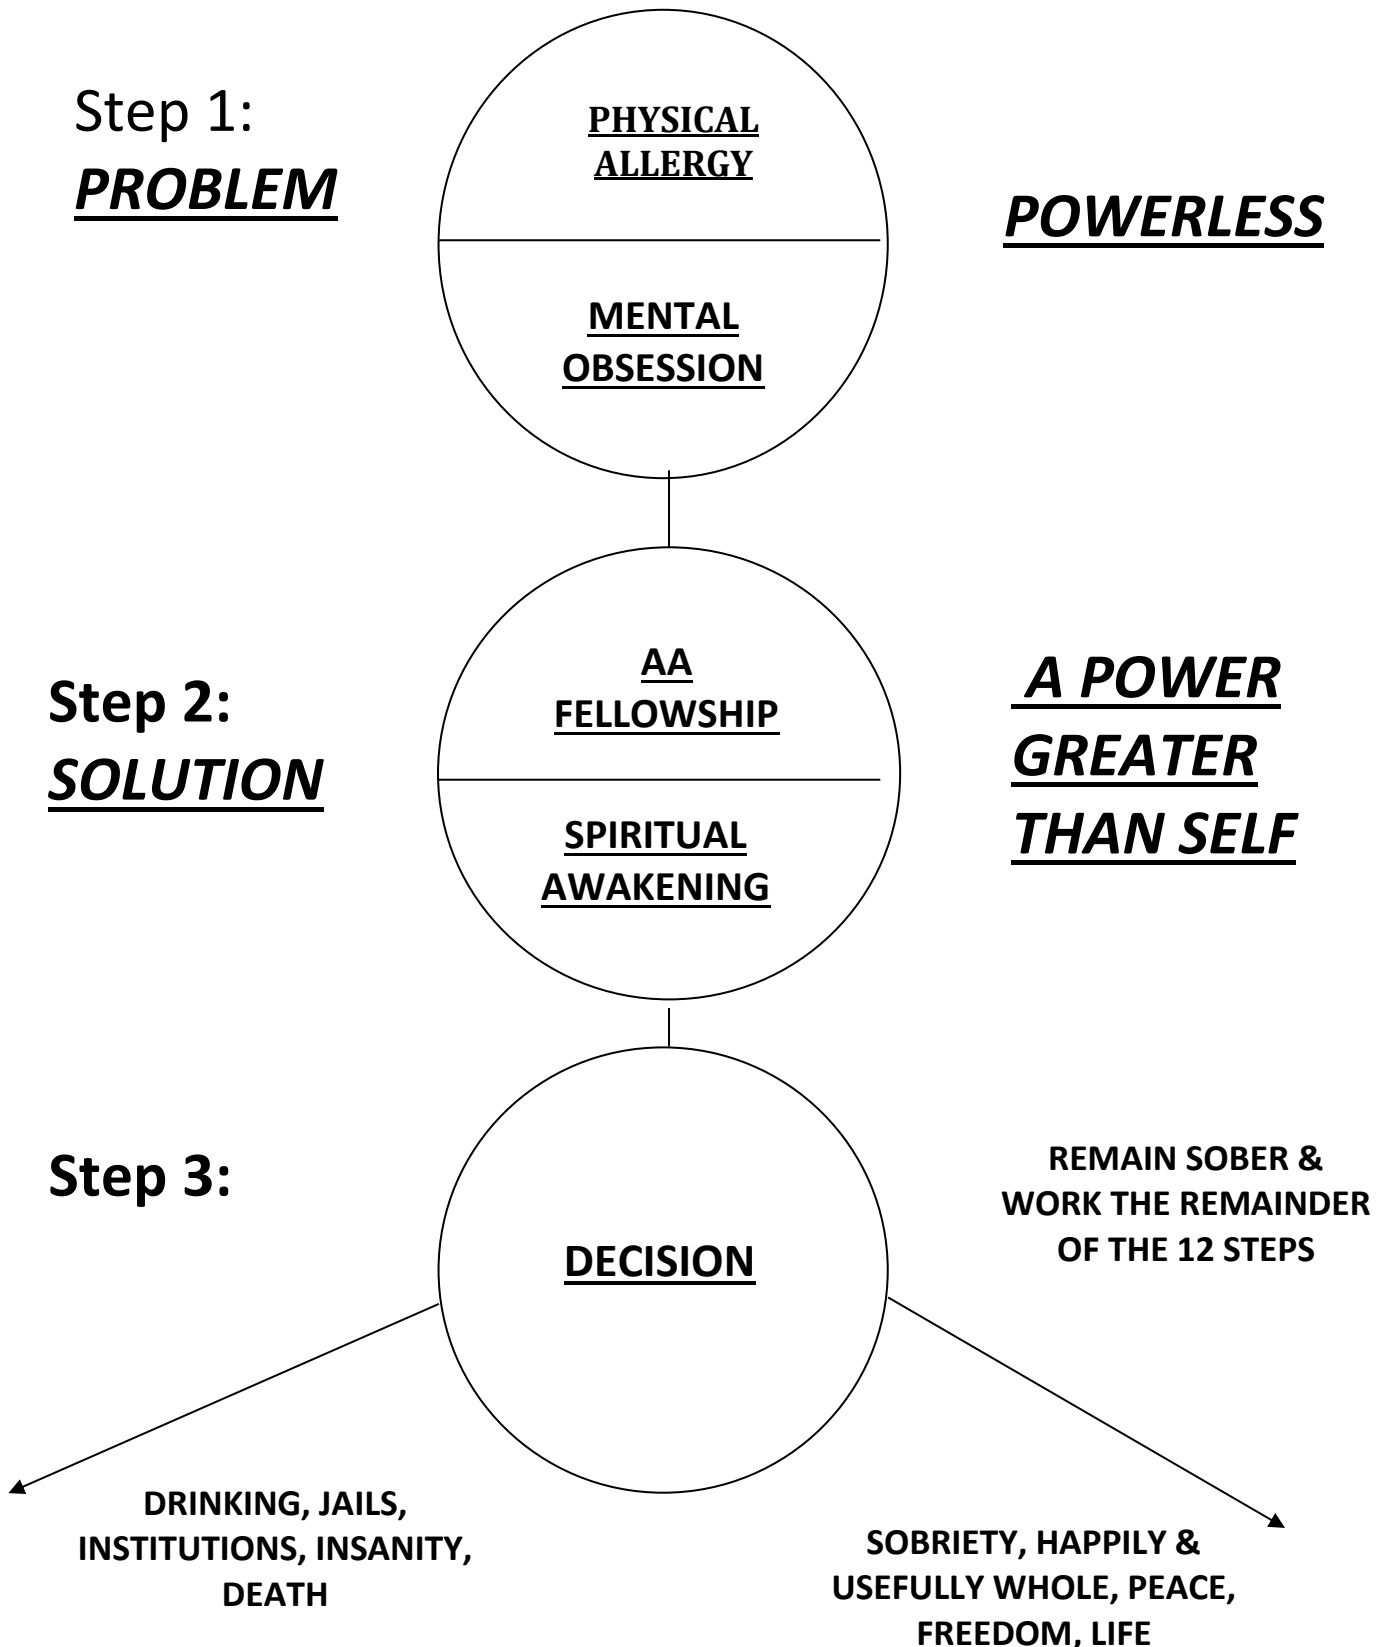 Step 1:
PROBLEM
PHYSICAL
ALLERGY
MENTAL
OBSESSION
POWERLESS
Step 2:
SOLUTION
AA
FELLOWSHIP
SPIRITUAL
AWAKENING
A POWER
GREATER
THAN SELF
Step 3:
DECISION
REMAIN SOBER &
WORK THE REMAINDER
OF THE 12 STEPS
DRINKING, JAILS,
INSTITUTIONS, INSANITY,
DEATH
SOBRIETY, HAPPILY &
USEFULLY WHOLE, PEACE,
FREEDOM, LIFE